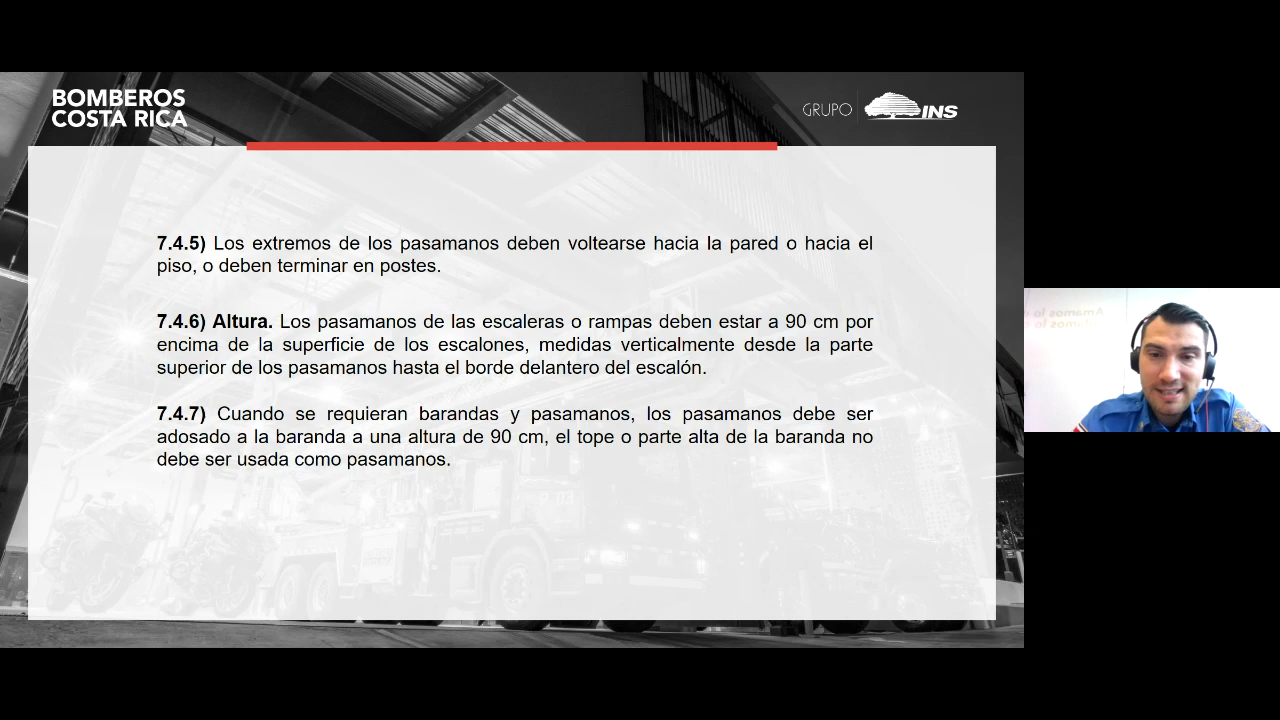 BOMBEROS
COSTA RICA
GRUPO INS
7.4.5) Los extremos de los pasamanos deben voltearse hacia la pared o hacia el
piso, o deben terminar en postes.
7.4.6) Altura. Los pasamanos de las escaleras o rampas deben estar a 90 cm por
encima de la superficie de los escalones, medidas verticalmente desde la parte
superior de los pasamanos hasta el borde delantero del escalón.
7.4.7) Cuando se requieran barandas y pasamanos, los pasamanos debe ser
adosado a la baranda a una altura de 90 cm, el tope o parte alta de la baranda no
debe ser usada como pasamanos.